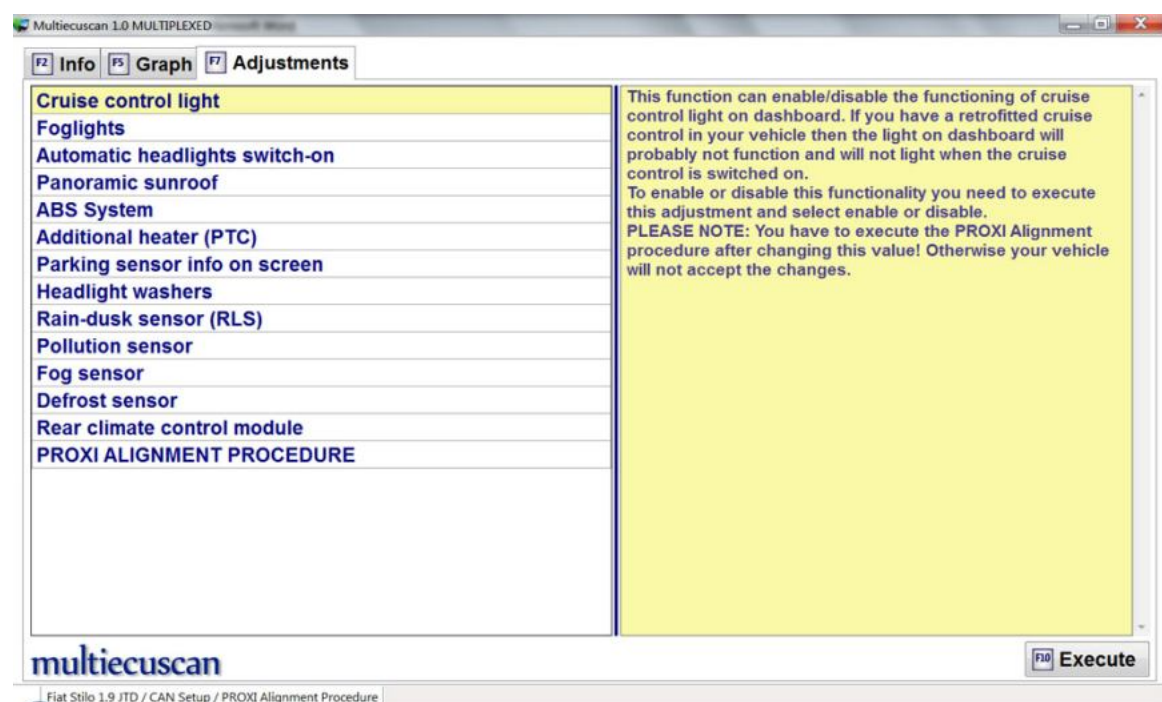 Multiecuscan 1.0 MULTIPLEXED
F2 Info F5 Graph F7 Adjustments
Cruise control light
Foglights
Automatic headlights switch-on
Panoramic sunroof
ABS System
Additional heater (PTC)
Parking sensor info on screen
Headlight washers
Rain-dusk sensor (RLS)
Pollution sensor
Fog sensor
Defrost sensor
Rear climate control module
PROXI ALIGNMENT PROCEDURE
This function can enable/disable the functioning of cruise
control light on dashboard. If you have a retrofitted cruise
control in your vehicle then the light on dashboard will
probably not function and will not light when the cruise
control is switched on.
To enable or disable this functionality you need to execute
this adjustment and select enable or disable.
PLEASE NOTE: You have to execute the PROXI Alignment
procedure after changing this value! Otherwise your vehicle
will not accept the changes.
multiecuscan
F10 Execute
Fiat Stilo 1.9 JTD / CAN Setup / PROXI Alignment Procedure